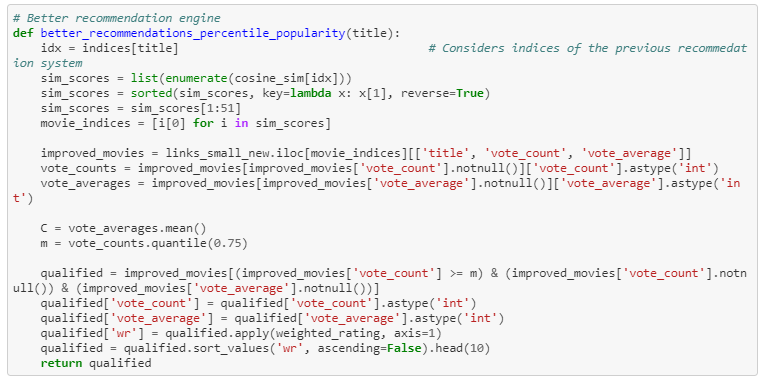 # Better recommendation engine
def better_recommendations_percentile_popularity(title):
    idx = indices[title]                                    # Considers indices of the previous recommedat
ion system
    sim_scores = list(enumerate(cosine_sim[idx]))
    sim_scores = sorted(sim_scores, key=lambda x: x[1], reverse=True)
    sim_scores = sim_scores[1:51]
    movie_indices = [i[0] for i in sim_scores]

    improved_movies = links_small_new.iloc[movie_indices][['title', 'vote_count', 'vote_average']]
    vote_counts = improved_movies[improved_movies['vote_count'].notnull()]['vote_count'].astype('int')
    vote_averages = improved_movies[improved_movies['vote_average'].notnull()]['vote_average'].astype('in
t')

    C = vote_averages.mean()
    m = vote_counts.quantile(0.75)

    qualified = improved_movies[(improved_movies['vote_count'] >= m) & (improved_movies['vote_count'].notn
ull()) & (improved_movies['vote_average'].notnull())]
    qualified['vote_count'] = qualified['vote_count'].astype('int')
    qualified['vote_average'] = qualified['vote_average'].astype('int')
    qualified['wr'] = qualified.apply(weighted_rating, axis=1)
    qualified = qualified.sort_values('wr', ascending=False).head(10)
    return qualified